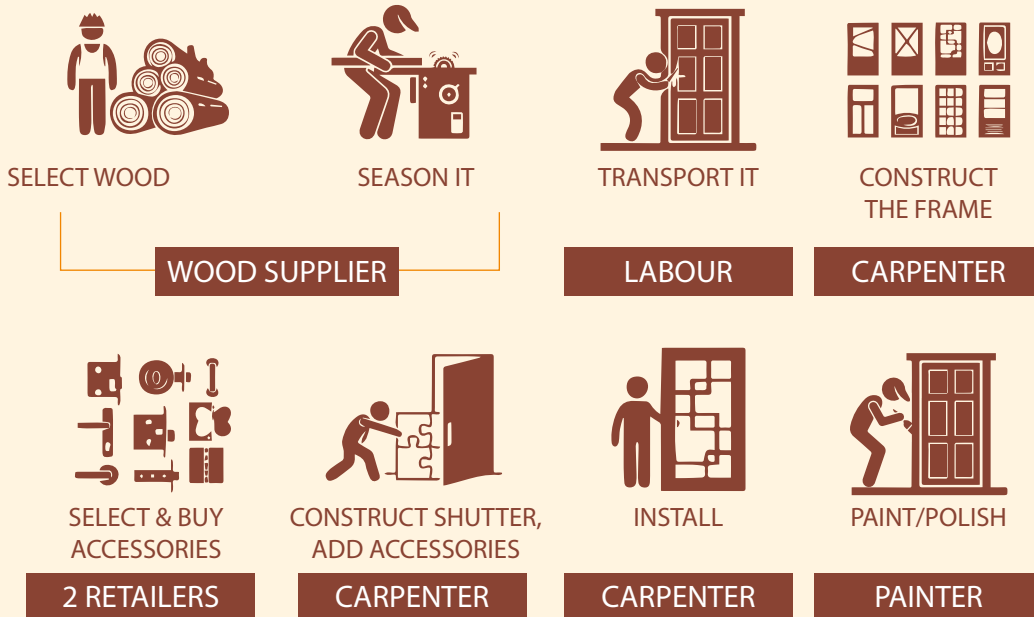 SELECT WOOD
SEASON IT
TRANSPORT IT
CONSTRUCT
THE FRAME
WOOD SUPPLIER
LABOUR
CARPENTER
SELECT & BUY
ACCESSORIES
CONSTRUCT SHUTTER,
ADD ACCESSORIES
INSTALL
PAINT/POLISH
2 RETAILERS
CARPENTER
CARPENTER
PAINTER